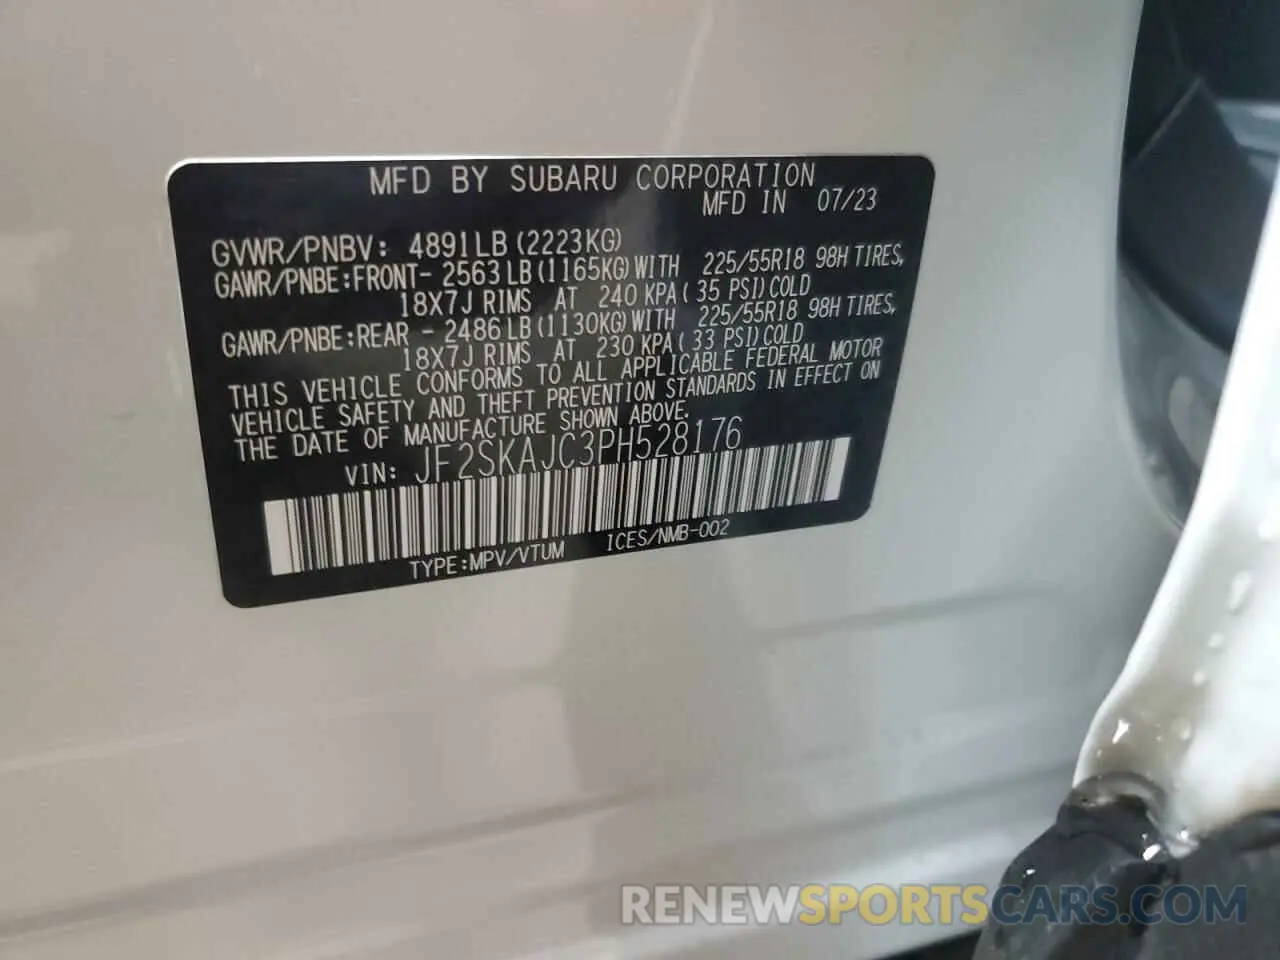 MFD BY SUBARU CORPORATION
MFD IN 07/23
GVWR/PNBV: 4891LB (2223KG)
GAWR/PNBE:FRONT- 2563LB (1165KG) WITH 225/55R18 98H TIRES,
18X7J RIMS AT 240 KPA( 35 PSI) COLD
GAWR/PNBE:REAR - 2486LB (1130KG) WITH 225/55R18 98H TIRES,
18X7J RIMS AT 230 KPA( 33 PSI) COLD
THIS VEHICLE CONFORMS TO ALL APPLICABLE FEDERAL MOTOR
VEHICLE SAFETY AND THEFT PREVENTION STANDARDS IN EFFECT ON
THE DATE OF MANUFACTURE SHOWN ABOVE.
VIN: JF2SKAJC3PH528176
TYPE:MPV/VTUM ICES/NMB-002
RENEWSPORTSCARS.COM